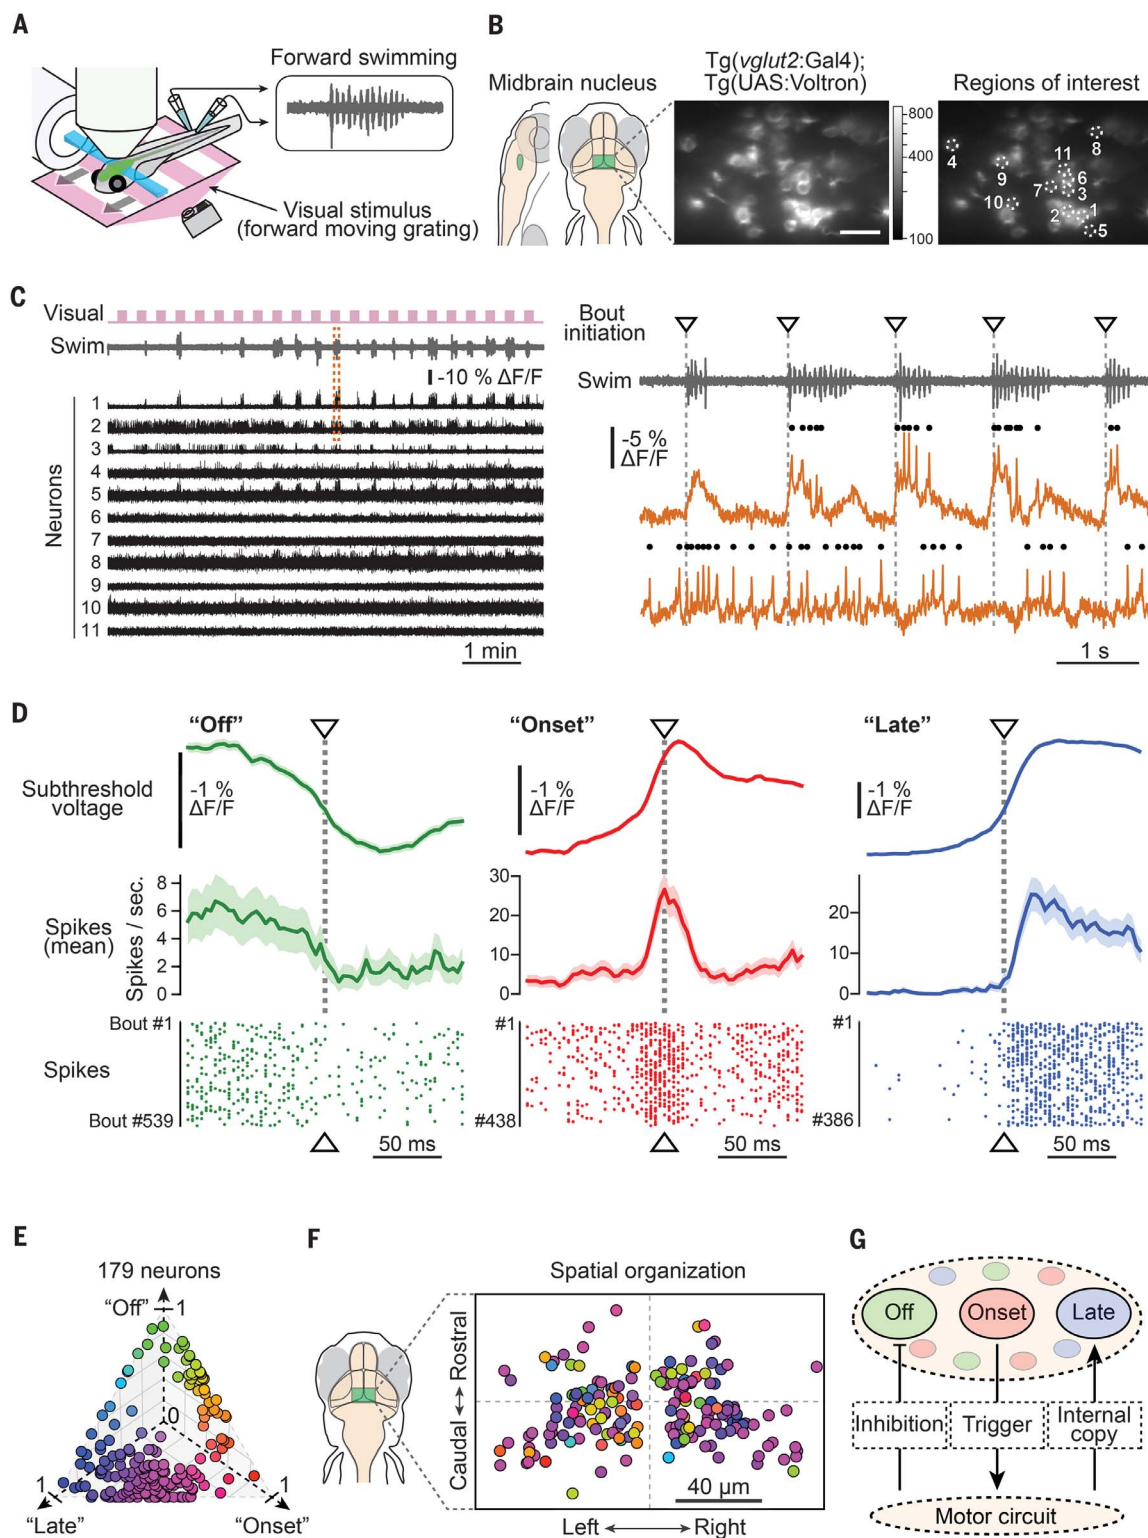 A
Forward swimming
Visual stimulus
(forward moving grating)
B
Midbrain nucleus
Tg(vglut2:Gal4);
Tg(UAS:Voltron)
Regions of interest
800
400
100
4
8
11
9
6
7
3
10
2
1
5
C
Visual
Swim
-10 % ΔF/F
Neurons
1
2
3
4
5
6
7
8
9
10
11
1 min
Bout
initiation
Swim
-5 %
ΔF/F
1 s
D
“Off”
“Onset”
“Late”
Subthreshold
voltage
-1 %
ΔF/F
-1 %
ΔF/F
-1 %
ΔF/F
Spikes
(mean)
Spikes / sec.
8
6
4
2
0
30
20
10
0
20
10
0
Spikes
Bout #1
Bout #539
#1
#438
#1
#386
50 ms
50 ms
50 ms
E
179 neurons
“Off”
1
0
1
1
“Late”
“Onset”
F
Spatial organization
Caudal
Rostral
40 µm
Left
Right
G
Off
Onset
Late
Inhibition
Trigger
Internal
copy
Motor circuit